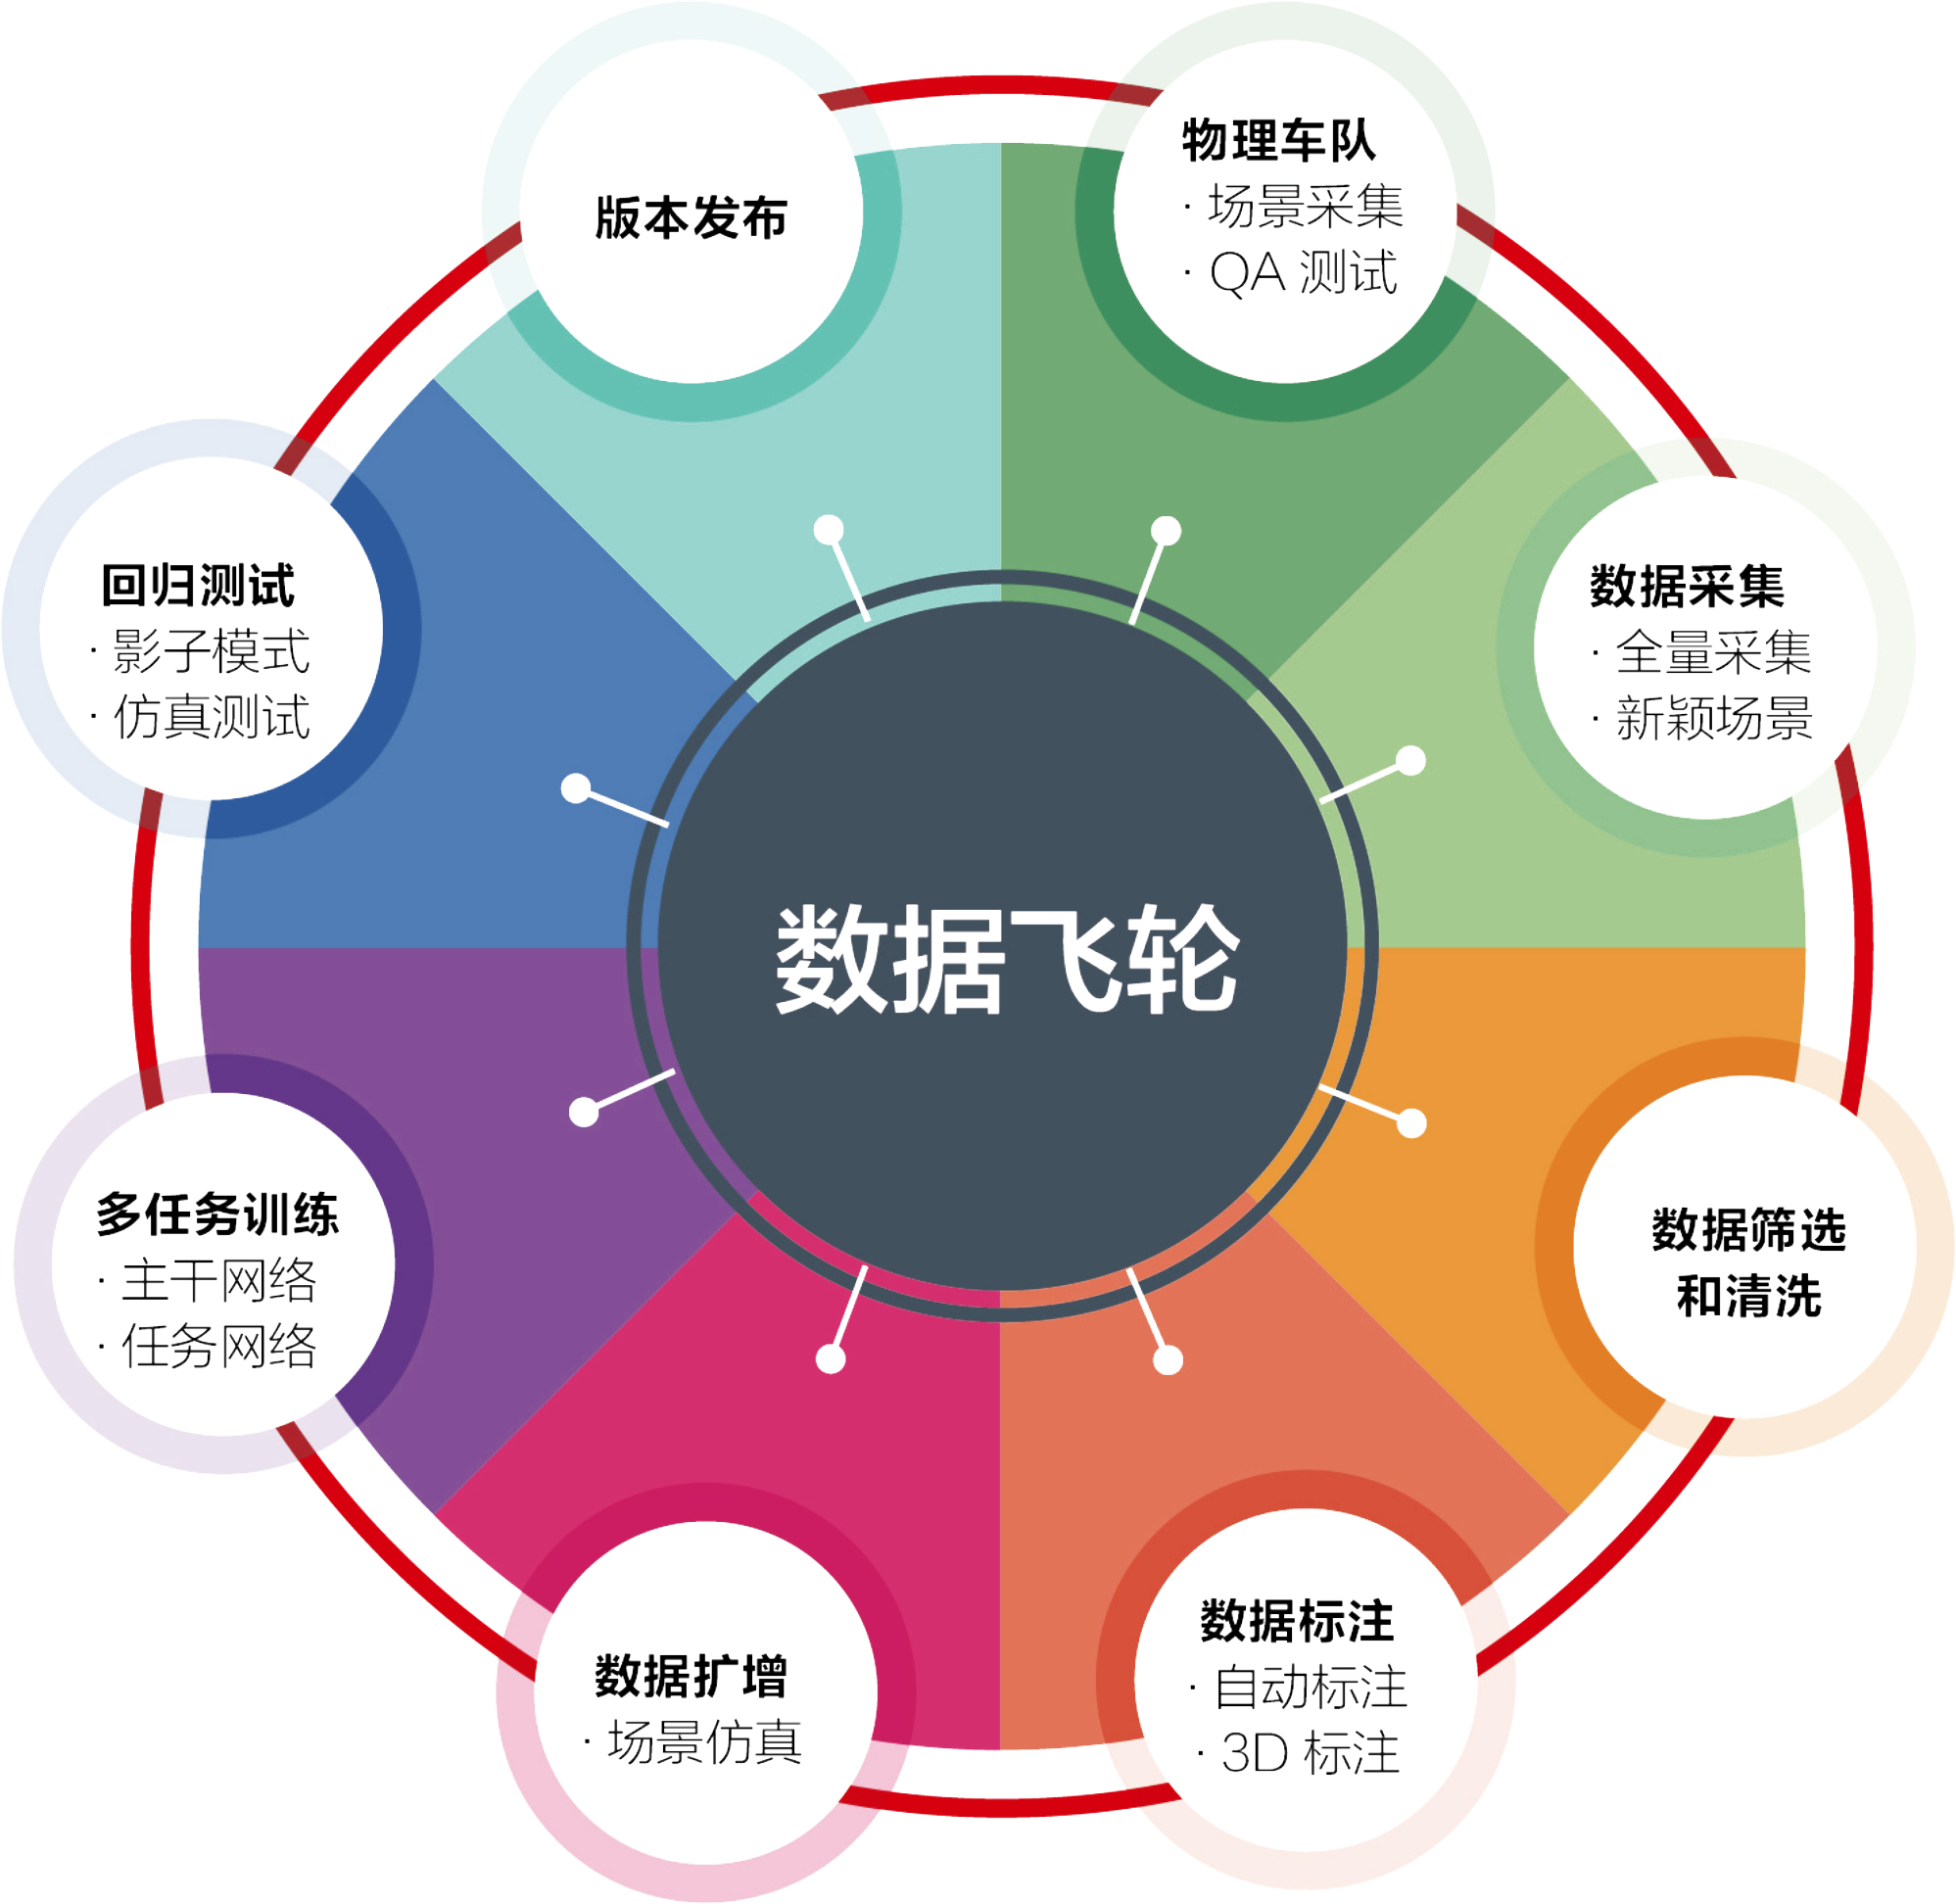 版本发布
物理车队
· 场景采集
· QA 测试
数据采集
· 全量采集
· 新颖场景
数据筛选
和清洗
数据标注
· 自动标注
· 3D 标注
数据扩增
· 场景仿真
多任务训练
· 主干网络
· 任务网络
回归测试
· 影子模式
· 仿真测试
数据飞轮